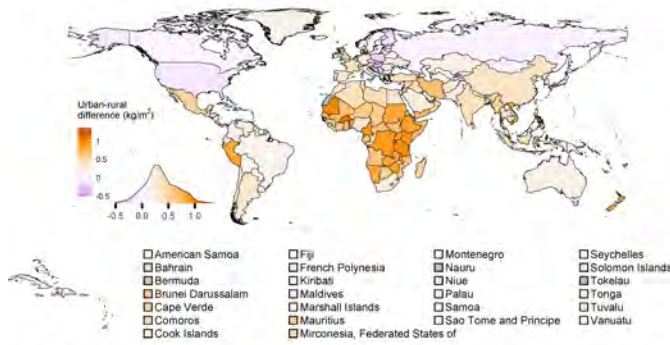 Urban-rural
difference (kg/m²)
1
0.5
0
-0.5
-0.5 0.0 0.5 1.0
American Samoa
Bahrain
Bermuda
Brunei Darussalam
Cape Verde
Comoros
Cook Islands
Fiji
French Polynesia
Kiribati
Maldives
Marshall Islands
Mauritius
Mirconesia, Federated States of
Montenegro
Nauru
Niue
Palau
Samoa
Sao Tome and Principe
Seychelles
Solomon Islands
Tokelau
Tonga
Tuvalu
Vanuatu